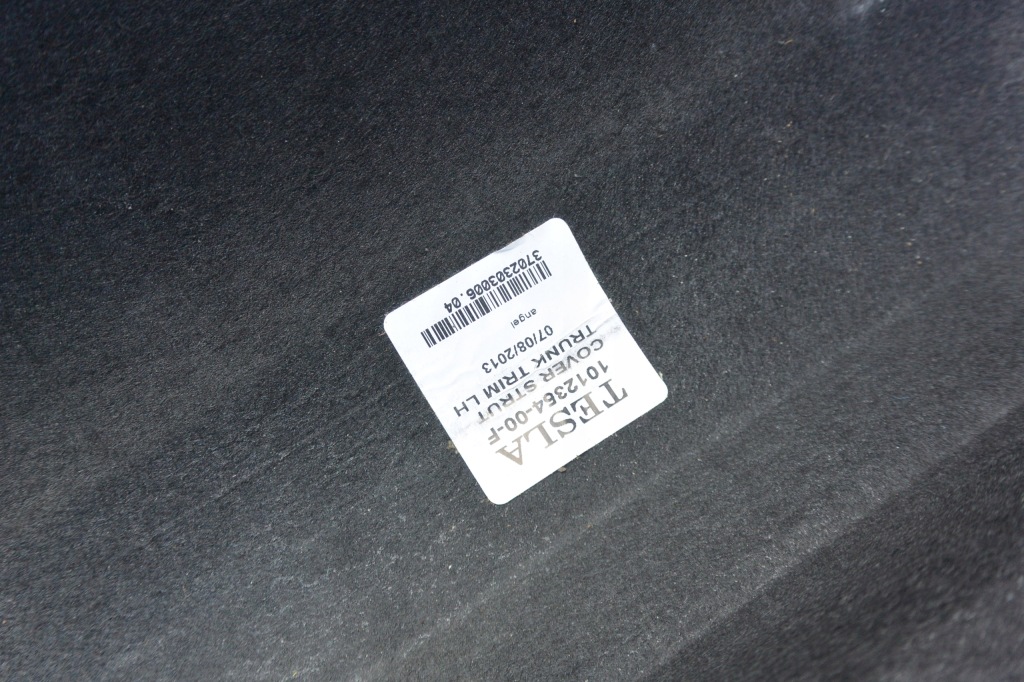 TESLA
1012364-00-F
COVER STRUT
TRUNK TRIM LH
07/08/2013
angel
3702303006.04